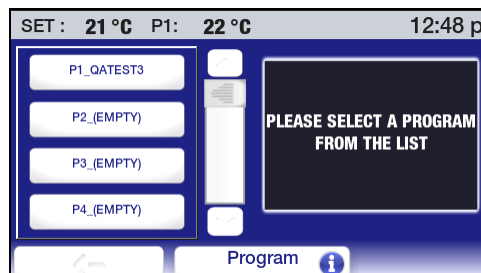 SET : 21 °C P1: 22 °C 12:48 p
P1_QATEST3
P2_(EMPTY)
P3_(EMPTY)
P4_(EMPTY)
PLEASE SELECT A PROGRAM
FROM THE LIST
Program i